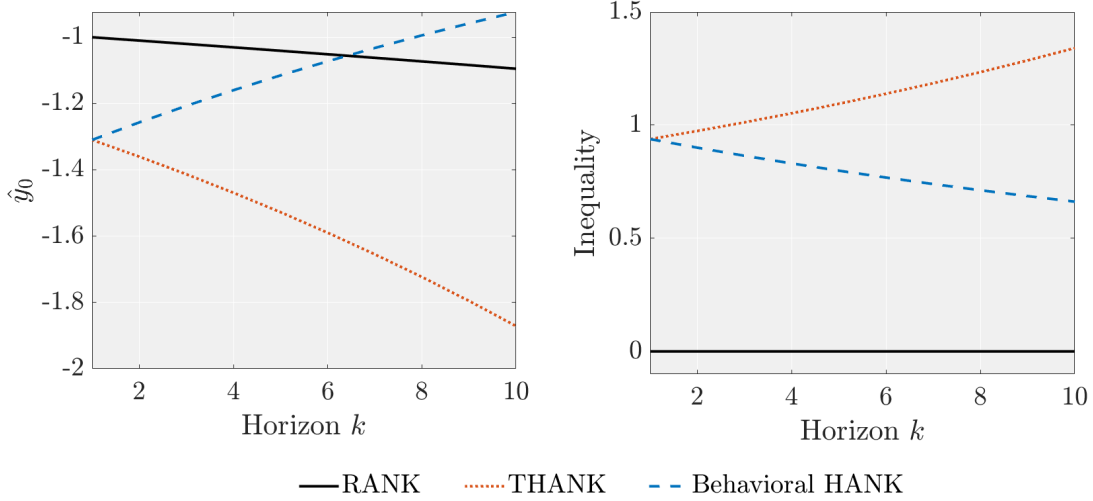 -1
-1.2
-1.4
-1.6
-1.8
-2
ŷ₀
2 4 6 8 10
Horizon k
1.5
1
0.5
0
Inequality
2 4 6 8 10
Horizon k
RANK THANK Behavioral HANK